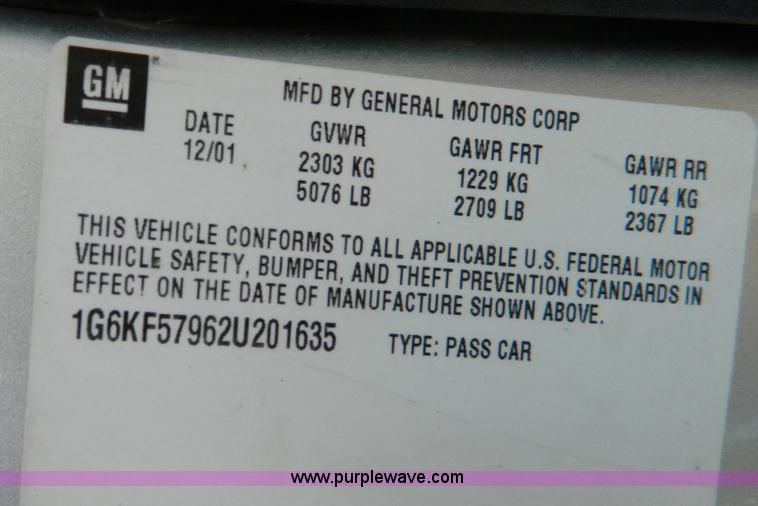 GM®
MFD BY GENERAL MOTORS CORP
DATE GVWR GAWR FRT GAWR RR
12/01 2303 KG 1229 KG 1074 KG
5076 LB 2709 LB 2367 LB
THIS VEHICLE CONFORMS TO ALL APPLICABLE U.S. FEDERAL MOTOR
VEHICLE SAFETY, BUMPER, AND THEFT PREVENTION STANDARDS IN
EFFECT ON THE DATE OF MANUFACTURE SHOWN ABOVE.
1G6KF57962U201635 TYPE: PASS CAR
www.purplewave.com